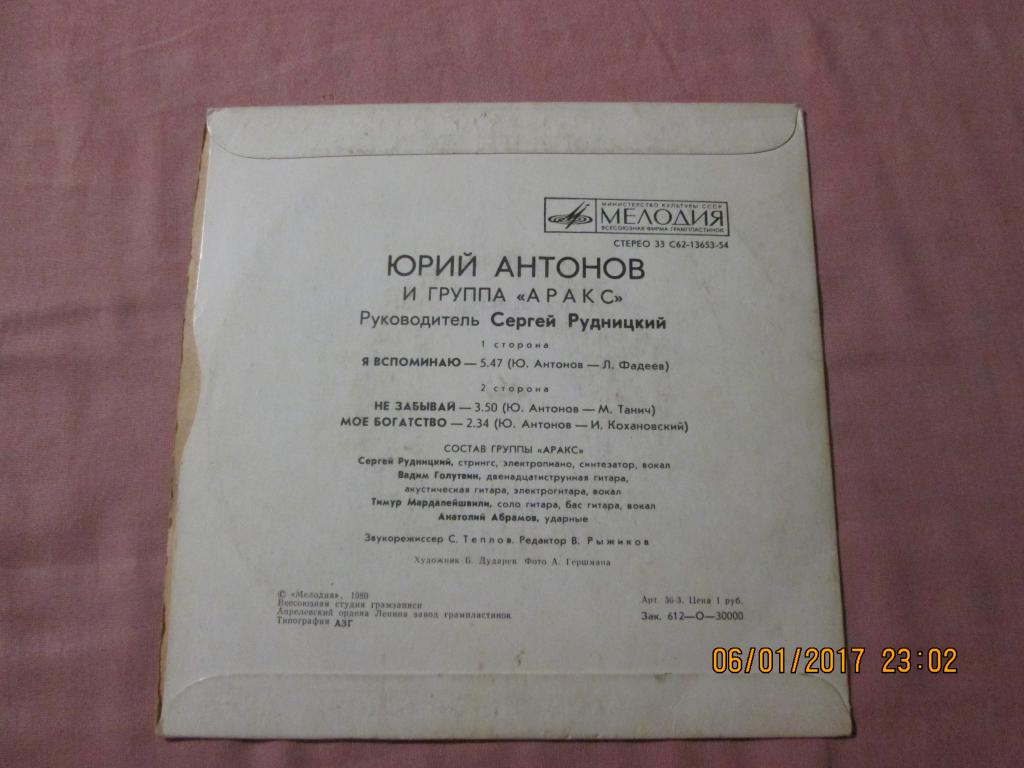 МИНИСТЕРСТВО КУЛЬТУРЫ СССР
МЕЛОДИЯ
ВСЕСОЮЗНАЯ ФИРМА ГРАМПЛАСТИНОК
СТЕРЕО 33 С62-13653-54
ЮРИЙ АНТОНОВ
И ГРУППА «АРАКС»
Руководитель Сергей Рудницкий
1 сторона
Я ВСПОМИНАЮ — 5.47 (Ю. Антонов — Л. Фадеев)
2 сторона
НЕ ЗАБЫВАЙ — 3.50 (Ю. Антонов — М. Танич)
МОЕ БОГАТСТВО — 2.34 (Ю. Антонов — И. Кохановский)
СОСТАВ ГРУППЫ «АРАКС»
Сергей Рудницкий, стрингс, электропиано, синтезатор, вокал
Вадим Голутвин, двенадцатиструнная гитара,
акустическая гитара, электрогитара, вокал
Тимур Мардалейшвили, соло гитара, бас гитара, вокал
Анатолий Абрамов, ударные
Звукорежиссер С. Теплов. Редактор В. Рыжиков
Художник Б. Дударев Фото А. Гершмана
© «Мелодия», 1980
Всесоюзная студия грамзаписи
Апрелевский ордена Ленина завод грампластинок
Типография АЗГ
Арт. 36-3. Цена 1 руб.
Зак. 612—О—30000
06/01/2017 23:02